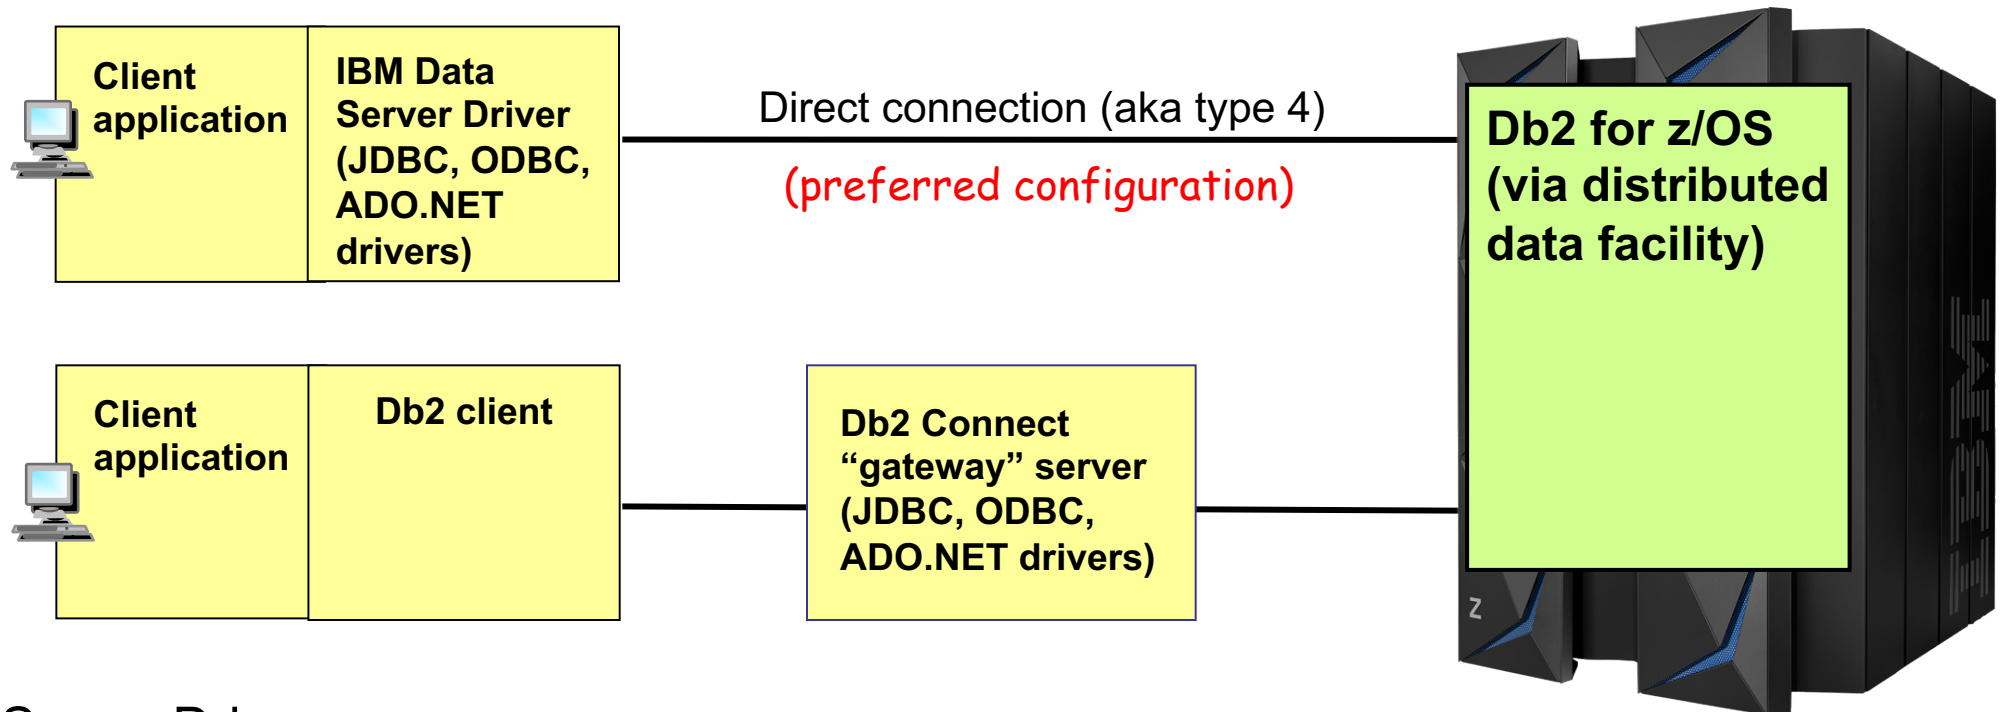 Client
application
IBM Data
Server Driver
(JDBC, ODBC,
ADO.NET
drivers)
Direct connection (aka type 4)
(preferred configuration)
Db2 for z/OS
(via distributed
data facility)
Client
application
Db2 client
Db2 Connect
“gateway” server
(JDBC, ODBC,
ADO.NET drivers)
IBM
Z